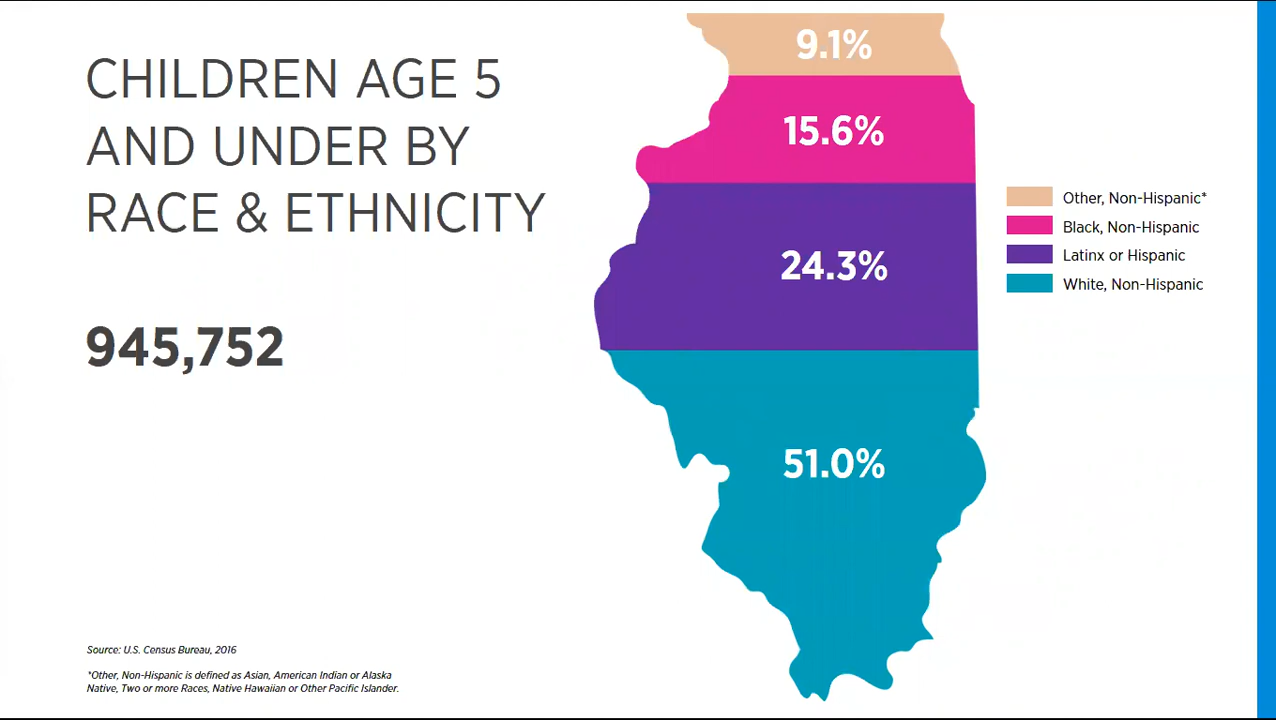 CHILDREN AGE 5
AND UNDER BY
RACE & ETHNICITY
945,752
9.1%
15.6%
24.3%
51.0%
Other, Non-Hispanic*
Black, Non-Hispanic
Latinx or Hispanic
White, Non-Hispanic
Source: U.S. Census Bureau, 2016
*Other, Non-Hispanic is defined as Asian, American Indian or Alaska
Native, Two or more Races, Native Hawaiian or Other Pacific Islander.